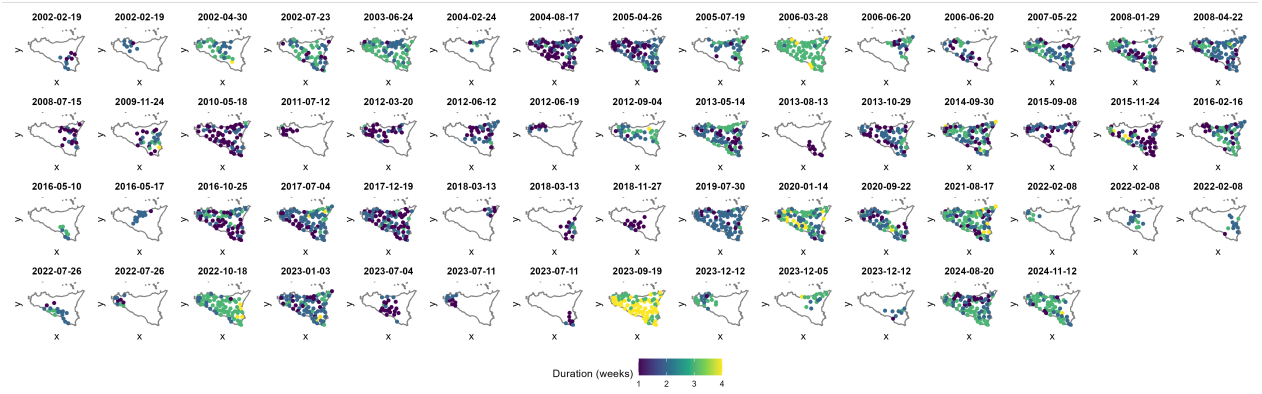 2002-02-19 2002-02-19 2002-04-30 2002-07-23 2003-06-24 2004-02-24 2004-08-17 2005-04-26 2005-07-19 2006-03-28 2006-06-20 2006-06-20 2007-05-22 2008-01-29 2008-04-22
y y y y y y y y y y y y y y y
x x x x x x x x x x x x x x x
2008-07-15 2009-11-24 2010-05-18 2011-07-12 2012-03-20 2012-06-12 2012-06-19 2012-09-04 2013-05-14 2013-08-13 2013-10-29 2014-09-30 2015-09-08 2015-11-24 2016-02-16
y y y y y y y y y y y y y y y
x x x x x x x x x x x x x x x
2016-05-10 2016-05-17 2016-10-25 2017-07-04 2017-12-19 2018-03-13 2018-03-13 2018-11-27 2019-07-30 2020-01-14 2020-09-22 2021-08-17 2022-02-08 2022-02-08 2022-02-08
y y y y y y y y y y y y y y y
x x x x x x x x x x x x x x x
2022-07-26 2022-07-26 2022-10-18 2023-01-03 2023-07-04 2023-07-11 2023-07-11 2023-09-19 2023-12-12 2023-12-05 2023-12-12 2024-08-20 2024-11-12
y y y y y y y y y y y y y
x x x x x x x x x x x x x
Duration (weeks)
1 2 3 4